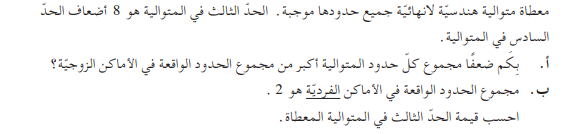 معطاة متوالية هندسيّة لانهائيّة جميع حدودها موجبة. الحدّ الثالث في المتوالية هو 8 أضعاف الحدّ
السادس في المتوالية.
أ. بِكَم ضعفًا مجموع كلّ حدود المتوالية أكبر من مجموع الحدود الواقعة في الأماكن الزوجيّة؟
ب. مجموع الحدود الواقعة في الأماكن الفرديّة هو 2 .
احسب قيمة الحدّ الثالث في المتوالية المعطاة.